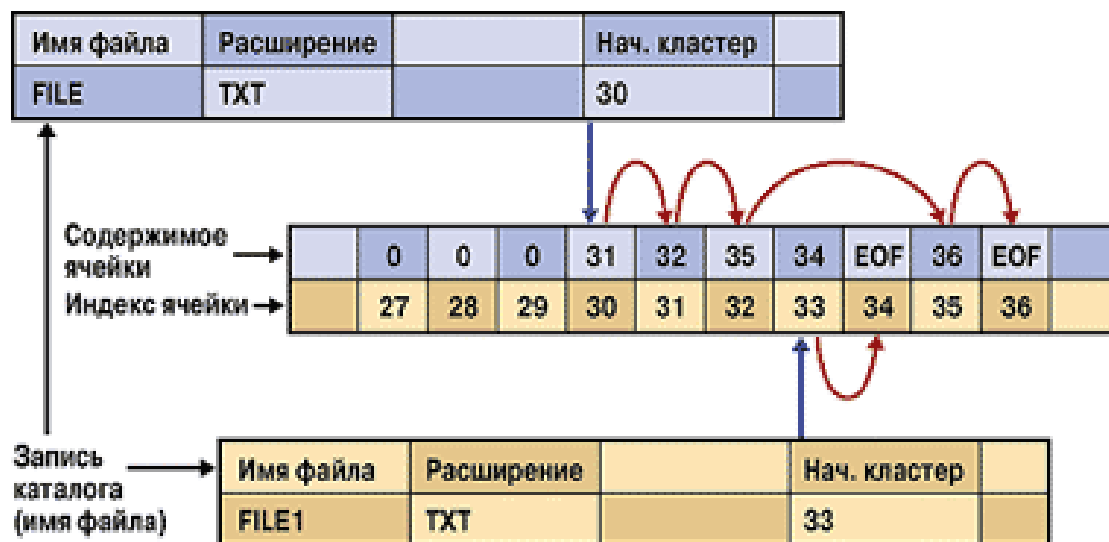 Имя файла Расширение Нач. кластер
FILE TXT 30
Содержимое
ячейки
0 0 0 31 32 35 34 EOF 36 EOF
Индекс ячейки
27 28 29 30 31 32 33 34 35 36
Запись
каталога
(имя файла)
Имя файла Расширение Нач. кластер
FILE1 TXT 33